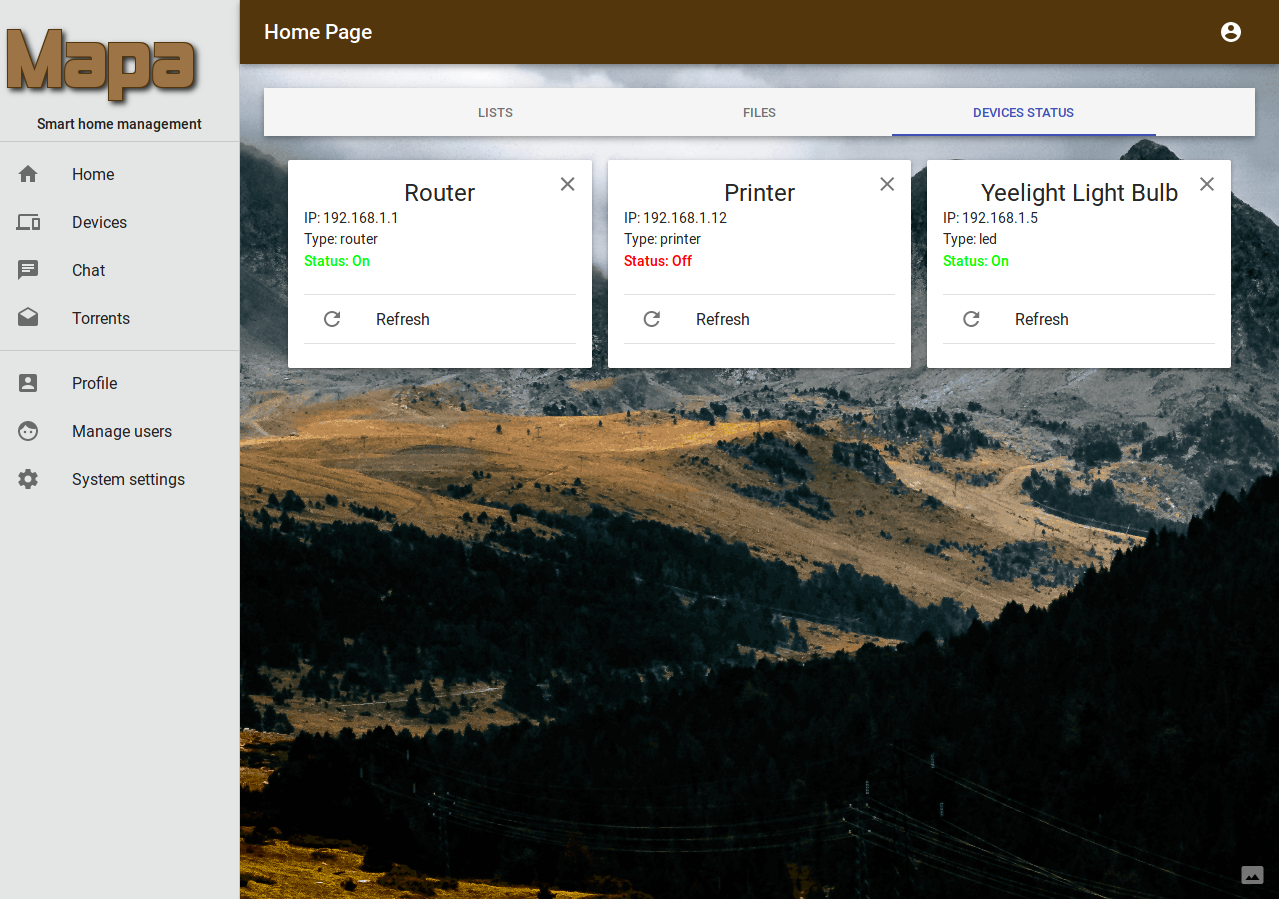 Mapa
Smart home management
Home
Devices
Chat
Torrents
Profile
Manage users
System settings
Home Page
LISTS
FILES
DEVICES STATUS
Router
IP: 192.168.1.1
Type: router
Status: On
Refresh
Printer
IP: 192.168.1.12
Type: printer
Status: Off
Refresh
Yeelight Light Bulb
IP: 192.168.1.5
Type: led
Status: On
Refresh